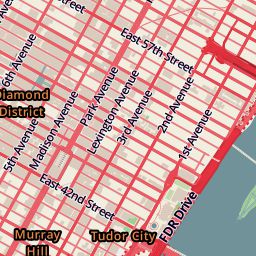 East 57th Street
6th Avenue
Diamond
District
Park Avenue
Lexington Avenue
3rd Avenue
2nd Avenue
1st Avenue
Madison Avenue
5th Avenue
East 42nd Street
FDR Drive
Murray
Hill
Tudor City